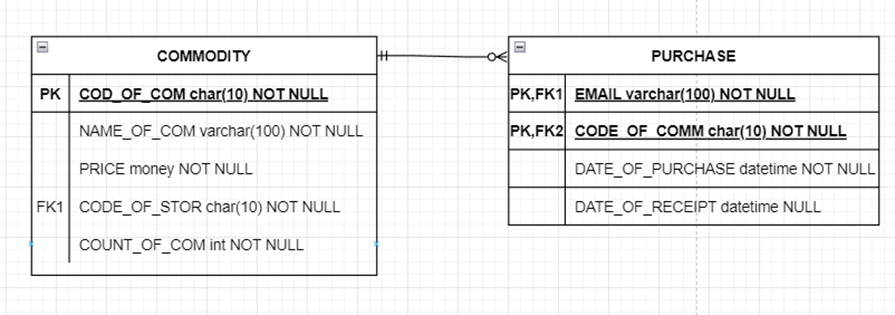 COMMODITY
PK COD_OF_COM char(10) NOT NULL
NAME_OF_COM varchar(100) NOT NULL
PRICE money NOT NULL
FK1 CODE_OF_STOR char(10) NOT NULL
COUNT_OF_COM int NOT NULL
PURCHASE
PK,FK1 EMAIL varchar(100) NOT NULL
PK,FK2 CODE_OF_COMM char(10) NOT NULL
DATE_OF_PURCHASE datetime NOT NULL
DATE_OF_RECEIPT datetime NULL